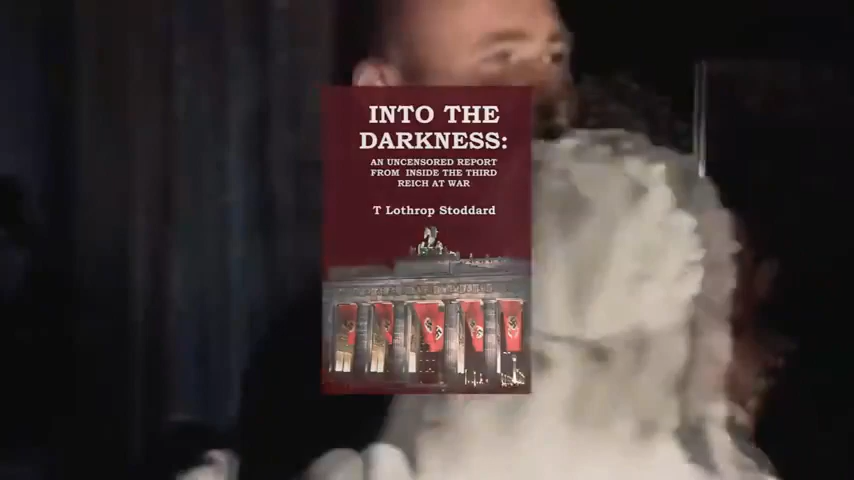 INTO THE
DARKNESS:
AN UNCENSORED REPORT
FROM INSIDE THE THIRD
REICH AT WAR
T Lothrop Stoddard